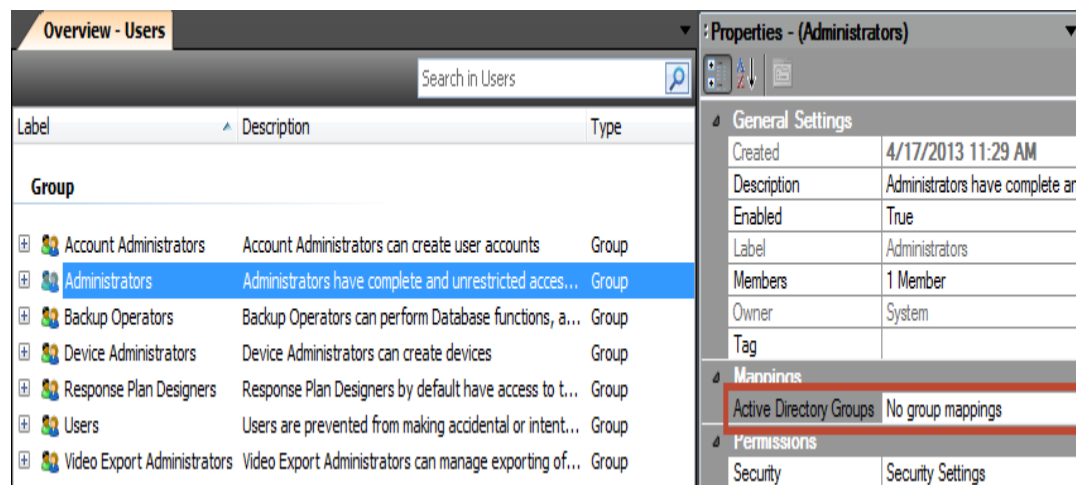 Overview - Users
Search in Users
Label Description Type
Group
Account Administrators Account Administrators can create user accounts Group
Administrators Administrators have complete and unrestricted acces... Group
Backup Operators Backup Operators can perform Database functions, a... Group
Device Administrators Device Administrators can create devices Group
Response Plan Designers Response Plan Designers by default have access to t... Group
Users Users are prevented from making accidental or intent... Group
Video Export Administrators Video Export Administrators can manage exporting of... Group
Properties - (Administrators)
General Settings
Created 4/17/2013 11:29 AM
Description Administrators have complete an
Enabled True
Label Administrators
Members 1 Member
Owner System
Tag
Mappings
Active Directory Groups No group mappings
Permissions
Security Security Settings